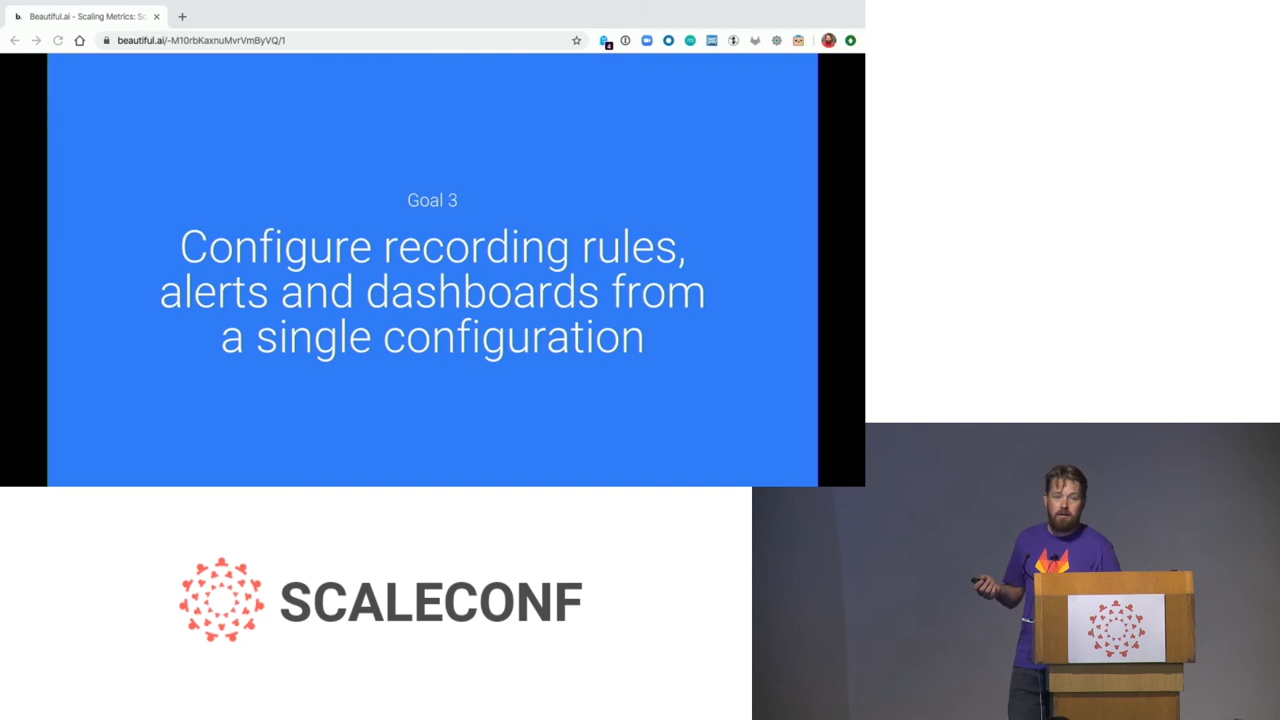 b. Beautiful.ai - Scaling Metrics: Sc
beautiful.ai/-M10rbKaxnuMvrVmByVQ/1
Goal 3
Configure recording rules,
alerts and dashboards from
a single configuration
SCALECONF